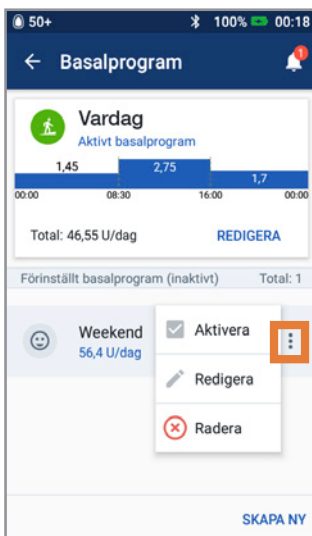 50+ 100% 00:18
Basalprogram 1
Vardag
Aktivt basalprogram
1,45 2,75 1,7
00:00 08:30 16:00 00:00
Total: 46,55 U/dag REDIGERA
Förinställt basalprogram (inaktivt) Total: 1
Weekend
56,4 U/dag
Aktivera
Redigera
Radera
SKAPA NY